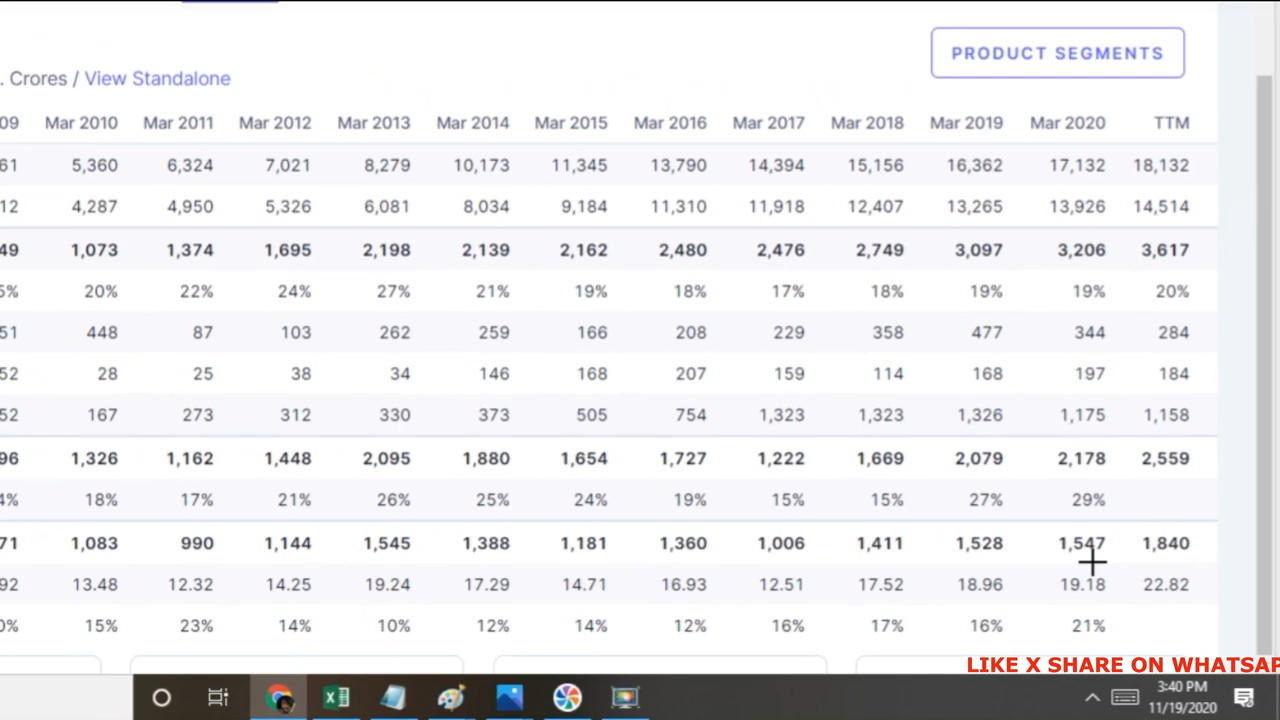 PRODUCT SEGMENTS
. Crores / View Standalone
09 Mar 2010 Mar 2011 Mar 2012 Mar 2013 Mar 2014 Mar 2015 Mar 2016 Mar 2017 Mar 2018 Mar 2019 Mar 2020 TTM
61 5,360 6,324 7,021 8,279 10,173 11,345 13,790 14,394 15,156 16,362 17,132 18,132
12 4,287 4,950 5,326 6,081 8,034 9,184 11,310 11,918 12,407 13,265 13,926 14,514
49 1,073 1,374 1,695 2,198 2,139 2,162 2,480 2,476 2,749 3,097 3,206 3,617
5% 20% 22% 24% 27% 21% 19% 18% 17% 18% 19% 19% 20%
51 448 87 103 262 259 166 208 229 358 477 344 284
52 28 25 38 34 146 168 207 159 114 168 197 184
52 167 273 312 330 373 505 754 1,323 1,323 1,326 1,175 1,158
96 1,326 1,162 1,448 2,095 1,880 1,654 1,727 1,222 1,669 2,079 2,178 2,559
4% 18% 17% 21% 26% 25% 24% 19% 15% 15% 27% 29%
71 1,083 990 1,144 1,545 1,388 1,181 1,360 1,006 1,411 1,528 1,547 1,840
92 13.48 12.32 14.25 19.24 17.29 14.71 16.93 12.51 17.52 18.96 19.18 22.82
0% 15% 23% 14% 10% 12% 14% 12% 16% 17% 16% 21%
LIKE X SHARE ON WHATSAP
3:40 PM
11/19/2020